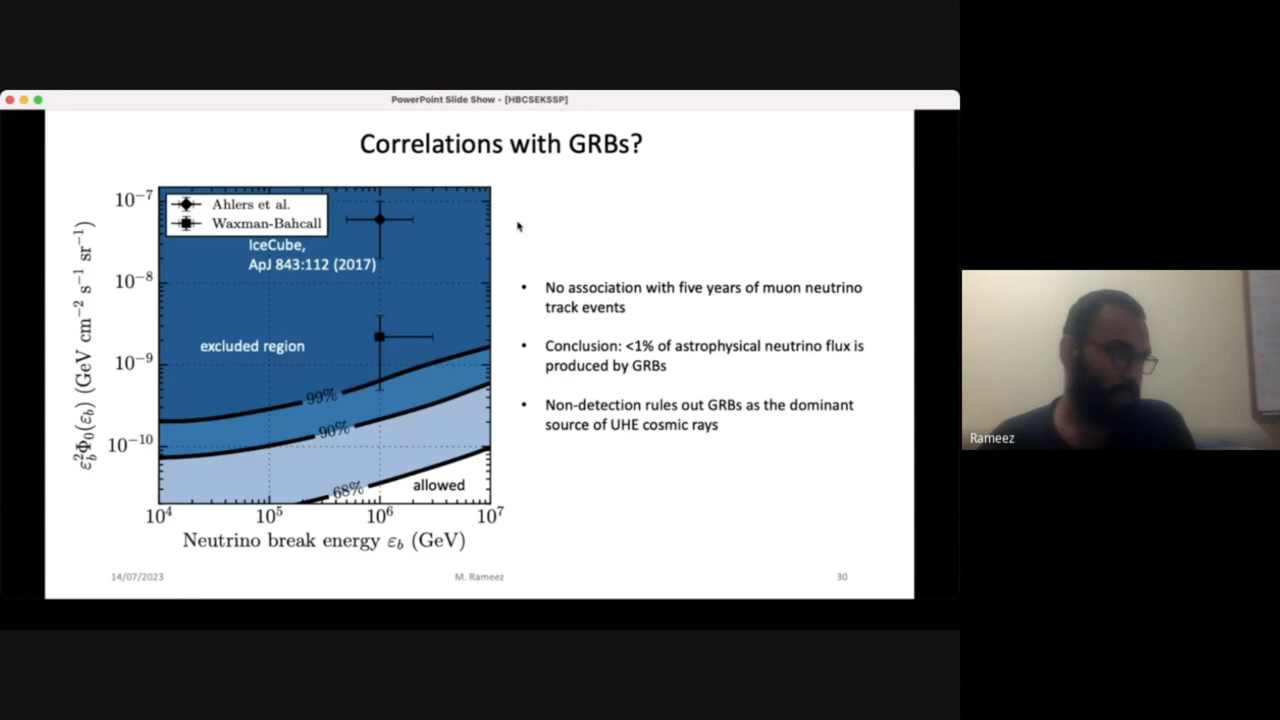 PowerPoint Slide Show - [HBCSEKSSP]
Correlations with GRBs?
10⁻⁷
10⁻⁸
10⁻⁹
10⁻¹⁰
ε_b²Φ₀(ε_b) (GeV cm⁻² s⁻¹ sr⁻¹)
Ahlers et al.
Waxman-Bahcall
IceCube,
ApJ 843:112 (2017)
excluded region
99%
90%
68%
allowed
10⁴ 10⁵ 10⁶ 10⁷
Neutrino break energy ε_b (GeV)
• No association with five years of muon neutrino
track events
• Conclusion: <1% of astrophysical neutrino flux is
produced by GRBs
• Non-detection rules out GRBs as the dominant
source of UHE cosmic rays
14/07/2023 M. Rameez 30
Rameez